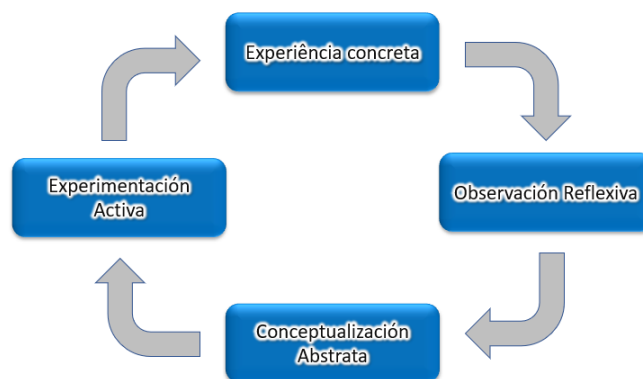 Experiência concreta
Observación Reflexiva
Conceptualización
Abstrata
Experimentación
Activa